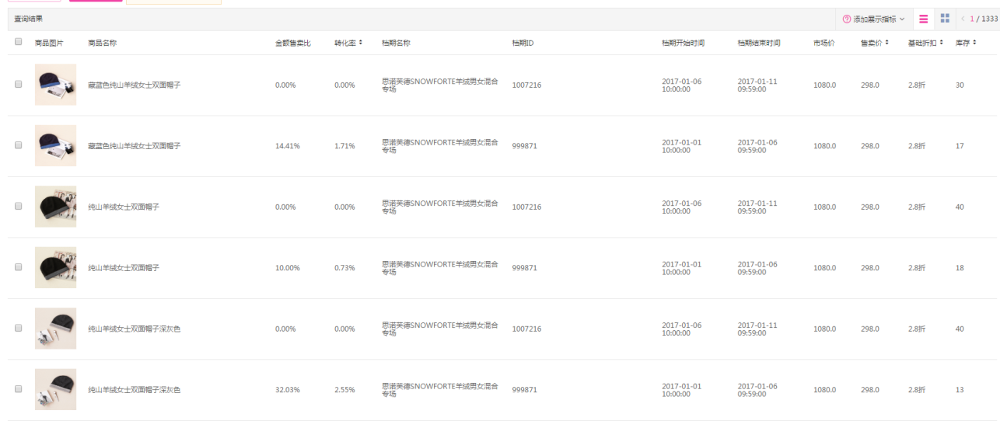 查询结果
添加展示指标
1 / 1333
商品图片 商品名称 金额售卖比 转化率 档期名称 档期ID 档期开始时间 档期结束时间 市场价 售卖价 基础折扣 库存
藏蓝色纯山羊绒女士双面帽子 0.00% 0.00% 思诺芙德SNOWFORTE羊绒男女混合 1007216 2017-01-06 2017-01-11 1080.0 298.0 2.8折 30
专场 10:00:00 09:59:00
藏蓝色纯山羊绒女士双面帽子 14.41% 1.71% 思诺芙德SNOWFORTE羊绒男女混合 999871 2017-01-01 2017-01-06 1080.0 298.0 2.8折 17
专场 10:00:00 09:59:00
纯山羊绒女士双面帽子 0.00% 0.00% 思诺芙德SNOWFORTE羊绒男女混合 1007216 2017-01-06 2017-01-11 1080.0 298.0 2.8折 40
专场 10:00:00 09:59:00
纯山羊绒女士双面帽子 10.00% 0.73% 思诺芙德SNOWFORTE羊绒男女混合 999871 2017-01-01 2017-01-06 1080.0 298.0 2.8折 18
专场 10:00:00 09:59:00
纯山羊绒女士双面帽子深灰色 0.00% 0.00% 思诺芙德SNOWFORTE羊绒男女混合 1007216 2017-01-06 2017-01-11 1080.0 298.0 2.8折 40
专场 10:00:00 09:59:00
纯山羊绒女士双面帽子深灰色 32.03% 2.55% 思诺芙德SNOWFORTE羊绒男女混合 999871 2017-01-01 2017-01-06 1080.0 298.0 2.8折 13
专场 10:00:00 09:59:00